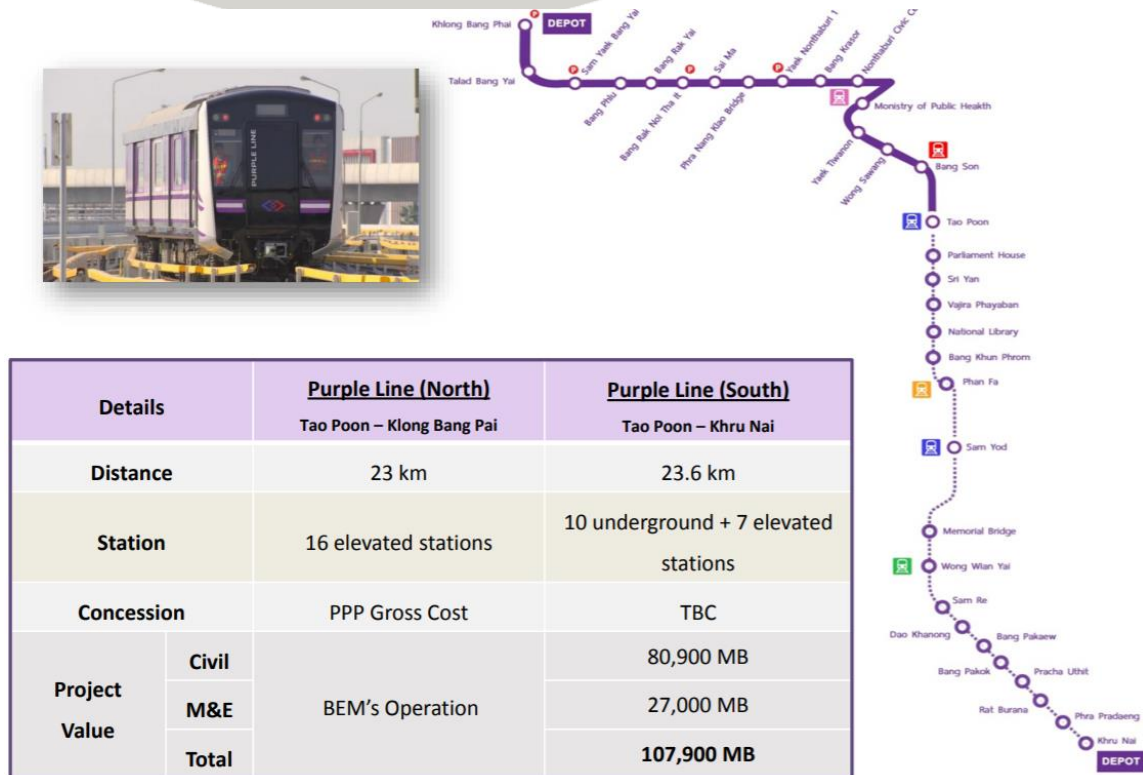 Khlong Bang Phai
DEPOT
Talad Bang Yai
P
Sam Yaek Bang Yai
Bang Phlu
Bang Rak Yai
P
Bang Rak Noi Tha It
Sai Ma
Phra Nang Klao Bridge
P
Yaek Nonthaburi 1
Bang Krasor
Nonthaburi Civic
Ministry of Public Heakth
Yaek Tiwanon
Wong Sawang
Bang Son
Tao Poon
Parliament House
Sri Yan
Vajira Phayaban
National Library
Bang Khun Phrom
Phan Fa
Sam Yod
Memorial Bridge
Wong Wian Yai
Sam Re
Dao Khanong
Bang Pakaew
Bang Pakok
Pracha Uthit
Rat Burana
Phra Pradaeng
Khru Nai
DEPOT
P
PURPLE LINE
Details
Purple Line (North)
Tao Poon – Klong Bang Pai
Purple Line (South)
Tao Poon – Khru Nai
Distance
23 km
23.6 km
Station
16 elevated stations
10 underground + 7 elevated
stations
Concession
PPP Gross Cost
TBC
Project
Value
Civil
BEM's Operation
80,900 MB
M&E
27,000 MB
Total
107,900 MB